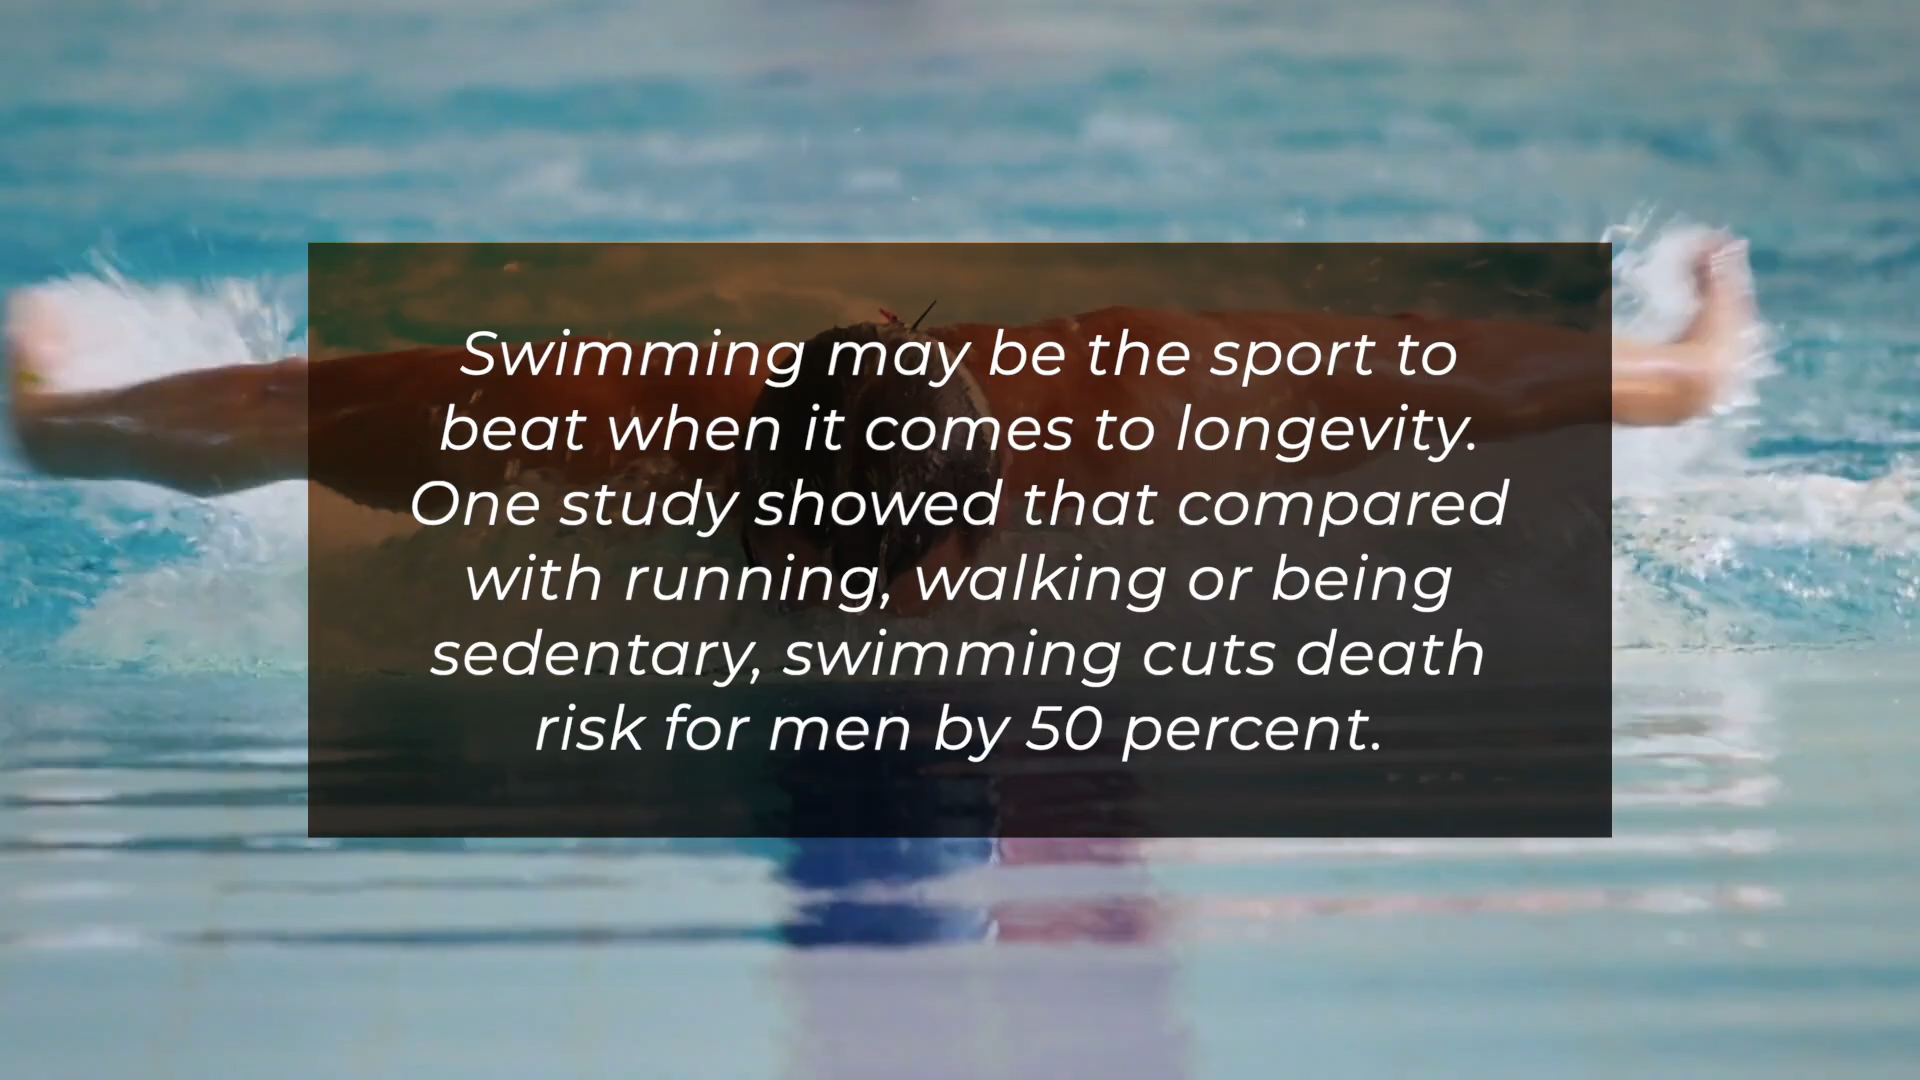 Swimming may be the sport to
beat when it comes to longevity.
One study showed that compared
with running, walking or being
sedentary, swimming cuts death
risk for men by 50 percent.